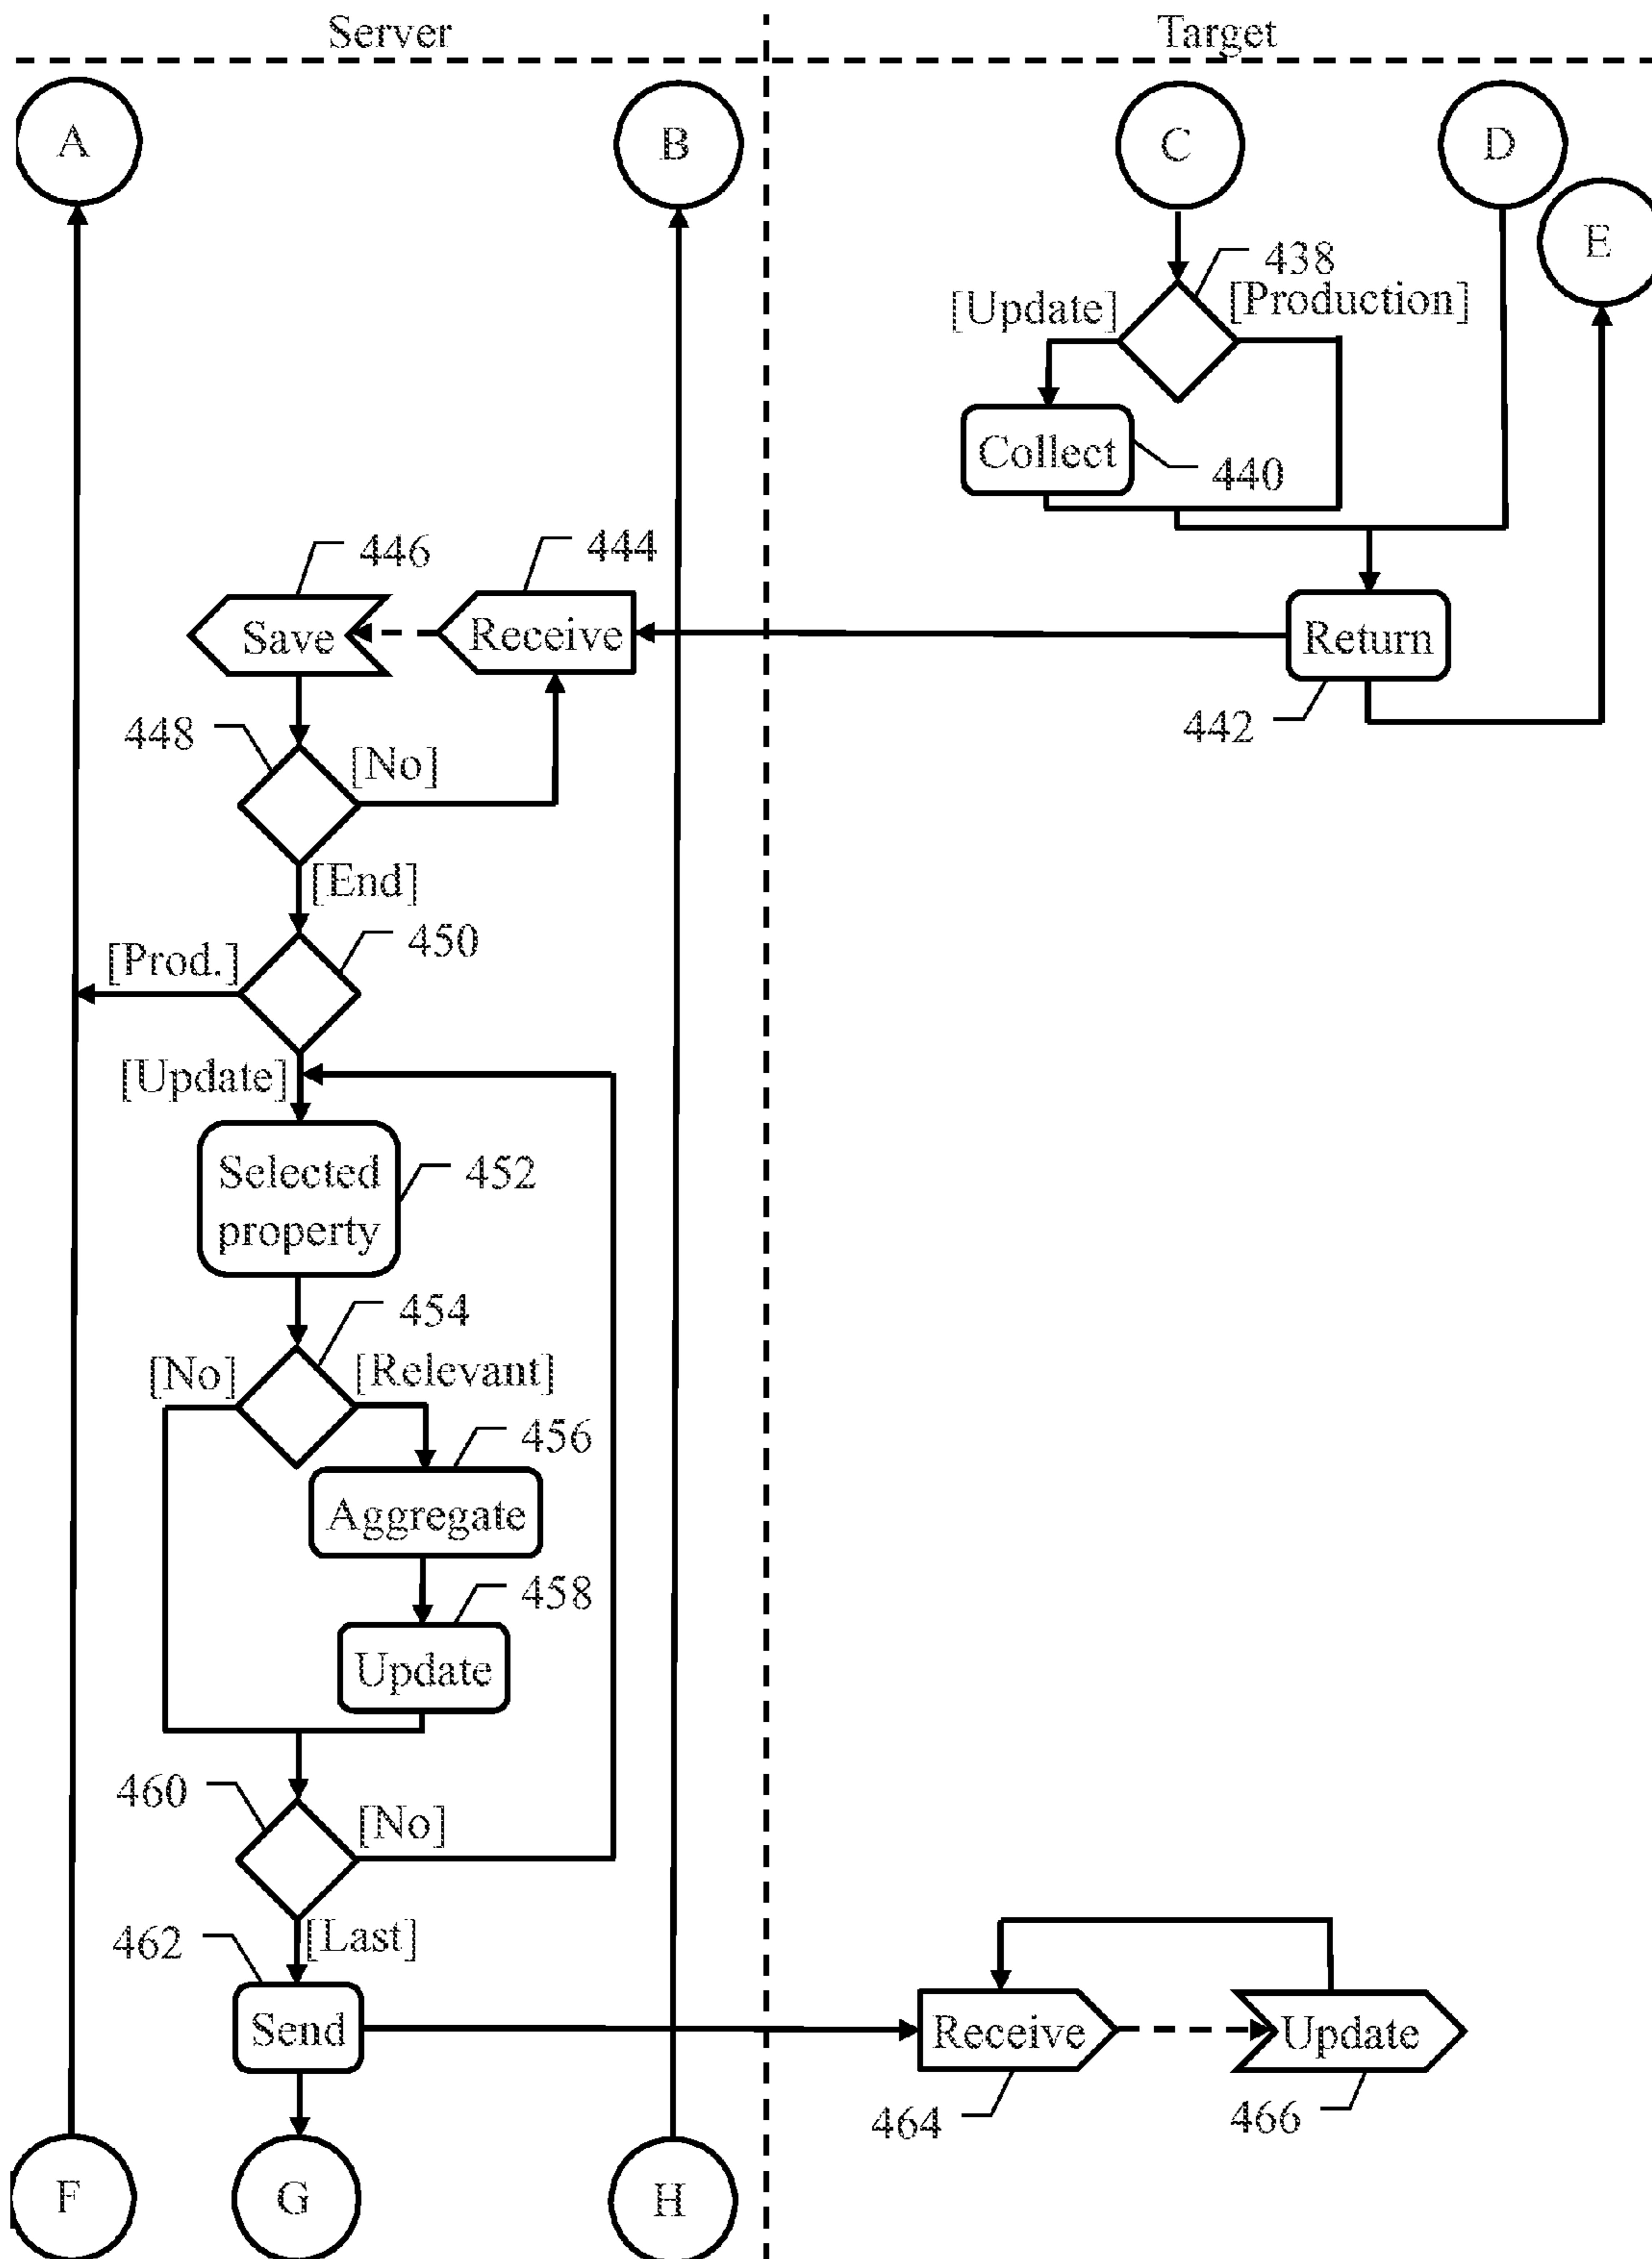 Server
Target
A
B
C
D
E
438
[Update]
[Production]
Collect
440
446
444
Save
Receive
Return
442
448
[No]
[End]
450
[Prod.]
[Update]
Selected
property
452
454
[No]
[Relevant]
456
Aggregate
458
Update
460
[No]
[Last]
462
Send
Receive
Update
464
466
F
G
H